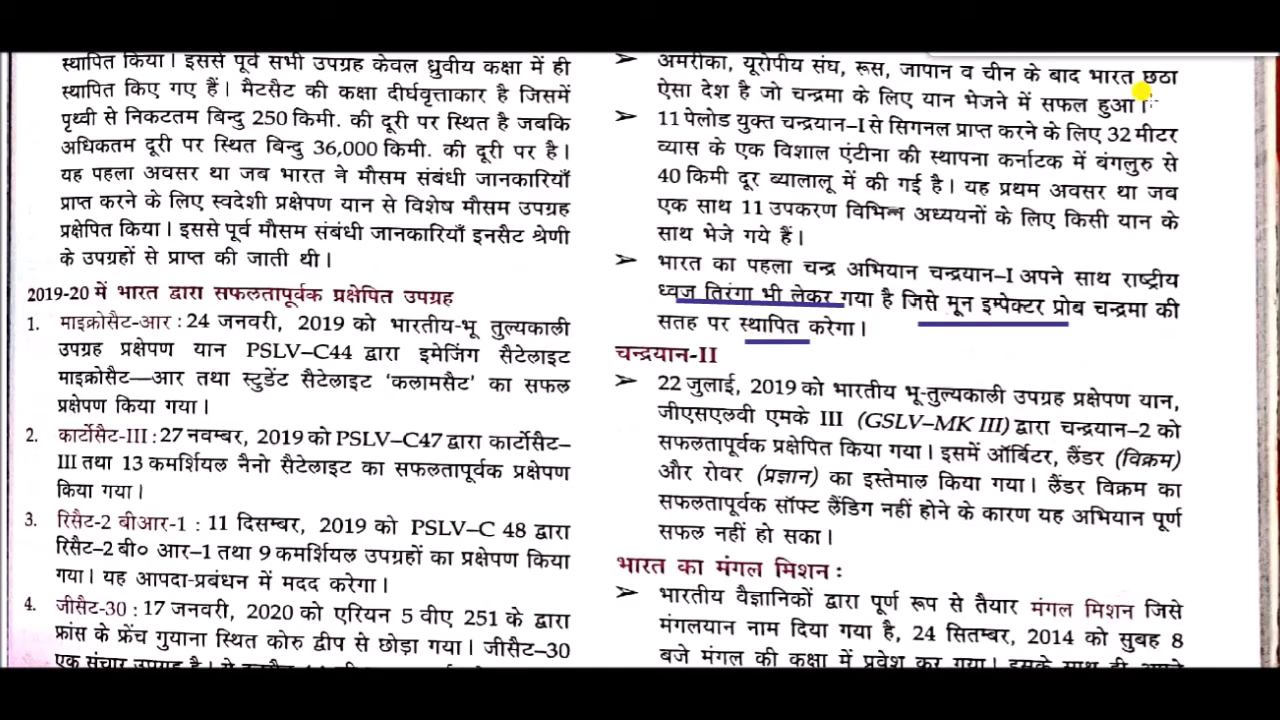 स्थापित किया। इससे पूर्व सभी उपग्रह केवल ध्रुवीय कक्षा में ही
स्थापित किए गए हैं। मैटसैट की कक्षा दीर्घवृत्ताकार है जिसमें
पृथ्वी से निकटतम बिन्दु 250 किमी. की दूरी पर स्थित है जबकि
अधिकतम दूरी पर स्थित बिन्दु 36,000 किमी. की दूरी पर है।
यह पहला अवसर था जब भारत ने मौसम संबंधी जानकारियाँ
प्राप्त करने के लिए स्वदेशी प्रक्षेपण यान से विशेष मौसम उपग्रह
प्रक्षेपित किया। इससे पूर्व मौसम संबंधी जानकारियाँ इनसैट श्रेणी
के उपग्रहों से प्राप्त की जाती थी।
2019-20 में भारत द्वारा सफलतापूर्वक प्रक्षेपित उपग्रह
1. माइक्रोसैट-आर : 24 जनवरी, 2019 को भारतीय-भू तुल्यकाली
उपग्रह प्रक्षेपण यान PSLV-C44 द्वारा इमेजिंग सैटेलाइट
माइक्रोसैट—आर तथा स्टुडेंट सैटेलाइट ‘कलामसैट’ का सफल
प्रक्षेपण किया गया।
2. कार्टोसैट-III : 27 नवम्बर, 2019 को PSLV–C47 द्वारा कार्टोसैट–
III तथा 13 कमर्शियल नैनो सैटेलाइट का सफलतापूर्वक प्रक्षेपण
किया गया।
3. रिसैट-2 बीआर-1 : 11 दिसम्बर, 2019 को PSLV–C 48 द्वारा
रिसैट–2 बी० आर–1 तथा 9 कमर्शियल उपग्रहों का प्रक्षेपण किया
गया। यह आपदा-प्रबंधन में मदद करेगा।
4. जीसैट-30 : 17 जनवरी, 2020 को एरियन 5 वीए 251 के द्वारा
फ्रांस के फ्रेंच गुयाना स्थित कोरु द्वीप से छोड़ा गया। जीसैट–30
एक संचार उपग्रह है।
अमरीका, यूरोपीय संघ, रूस, जापान व चीन के बाद भारत छठा
ऐसा देश है जो चन्द्रमा के लिए यान भेजने में सफल हुआ।
11 पेलोड युक्त चन्द्रयान–I से सिगनल प्राप्त करने के लिए 32 मीटर
व्यास के एक विशाल एंटीना की स्थापना कर्नाटक में बंगलुरु से
40 किमी दूर ब्यालालू में की गई है। यह प्रथम अवसर था जब
एक साथ 11 उपकरण विभिन्न अध्ययनों के लिए किसी यान के
साथ भेजे गये हैं।
भारत का पहला चन्द्र अभियान चन्द्रयान–I अपने साथ राष्ट्रीय
ध्वज तिरंगा भी लेकर गया है जिसे मून इम्पेक्टर प्रोब चन्द्रमा की
सतह पर स्थापित करेगा।
चन्द्रयान-II
22 जुलाई, 2019 को भारतीय भू-तुल्यकाली उपग्रह प्रक्षेपण यान,
जीएसएलवी एमके III (GSLV–MK III) द्वारा चन्द्रयान–2 को
सफलतापूर्वक प्रक्षेपित किया गया। इसमें ऑर्बिटर, लैंडर (विक्रम)
और रोवर (प्रज्ञान) का इस्तेमाल किया गया। लैंडर विक्रम का
सफलतापूर्वक सॉफ्ट लैंडिग नहीं होने के कारण यह अभियान पूर्ण
सफल नहीं हो सका।
भारत का मंगल मिशन :
भारतीय वैज्ञानिकों द्वारा पूर्ण रूप से तैयार मंगल मिशन जिसे
मंगलयान नाम दिया गया है, 24 सितम्बर, 2014 को सुबह 8
बजे मंगल की कक्षा में प्रवेश कर गया। इसके साथ ही